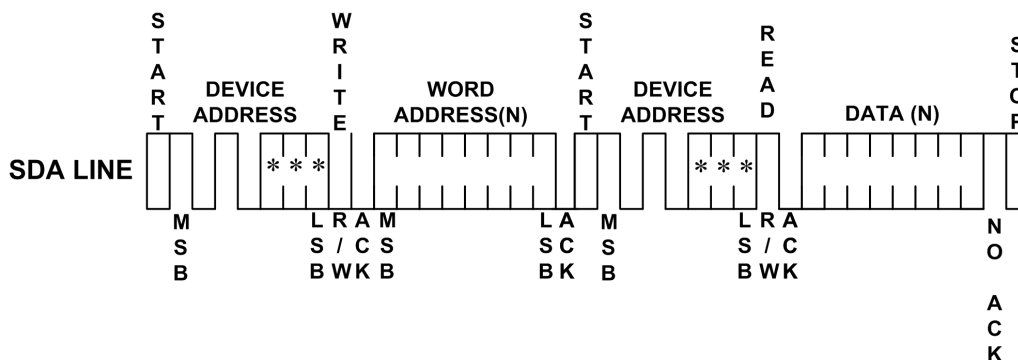 START
WRITE
START
READ
STOP
DEVICE
ADDRESS
WORD
ADDRESS(N)
DEVICE
ADDRESS
DATA (N)
SDA LINE
* * *
* * *
MSB
LSB
R/W
ACK
MSB
LSB
ACK
MSB
LSB
R/W
ACK
NO ACK